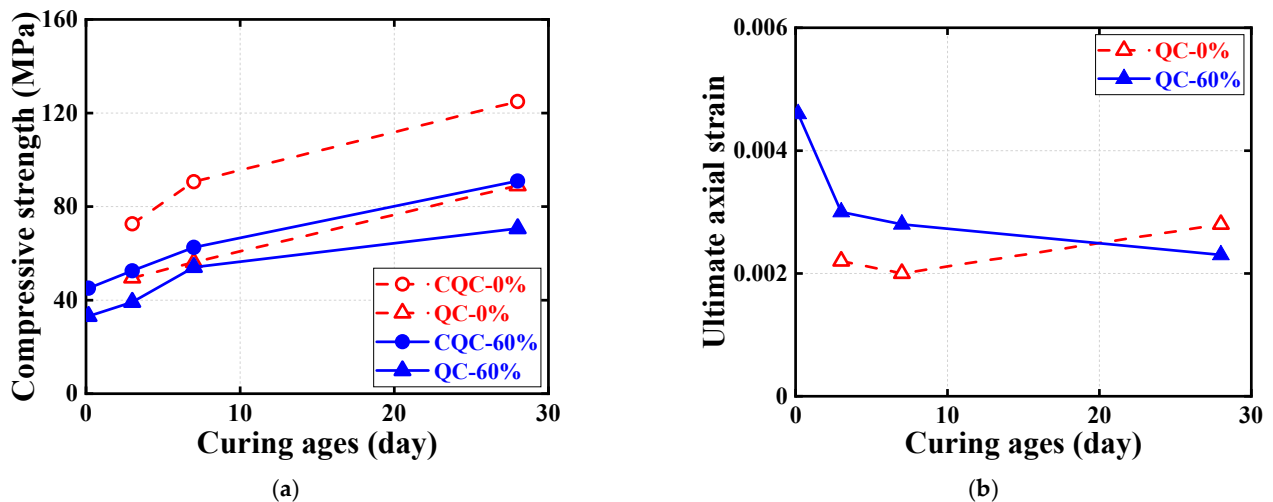 160
120
80
40
0
Compressive strength (MPa)
CQC-0%
QC-0%
CQC-60%
QC-60%
0 10 20 30
Curing ages (day)
(a)
0.006
0.004
0.002
0
Ultimate axial strain
QC-0%
QC-60%
0 10 20 30
Curing ages (day)
(b)